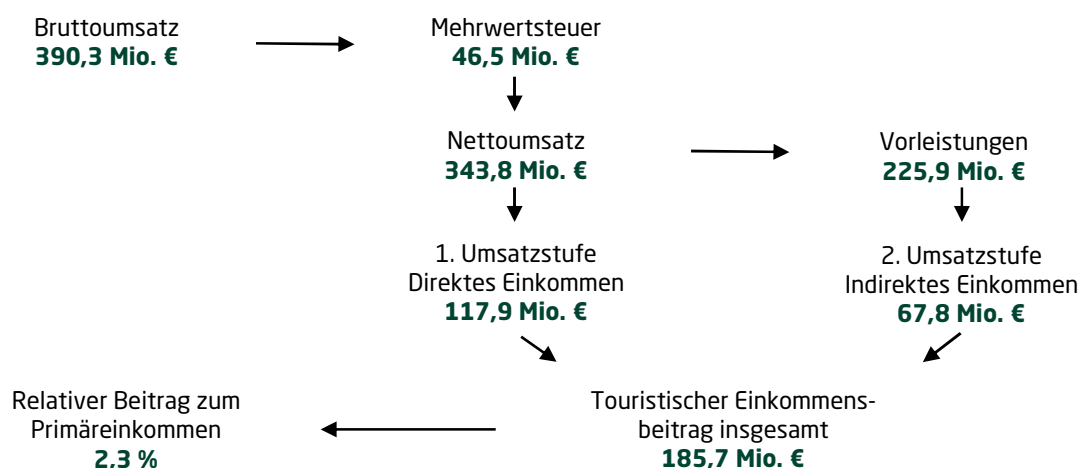 Bruttoumsatz
390,3 Mio. €
Mehrwertsteuer
46,5 Mio. €
Nettoumsatz
343,8 Mio. €
Vorleistungen
225,9 Mio. €
1. Umsatzstufe
Direktes Einkommen
117,9 Mio. €
2. Umsatzstufe
Indirektes Einkommen
67,8 Mio. €
Relativer Beitrag zum
Primäreinkommen
2,3 %
Touristischer Einkommens-
beitrag insgesamt
185,7 Mio. €